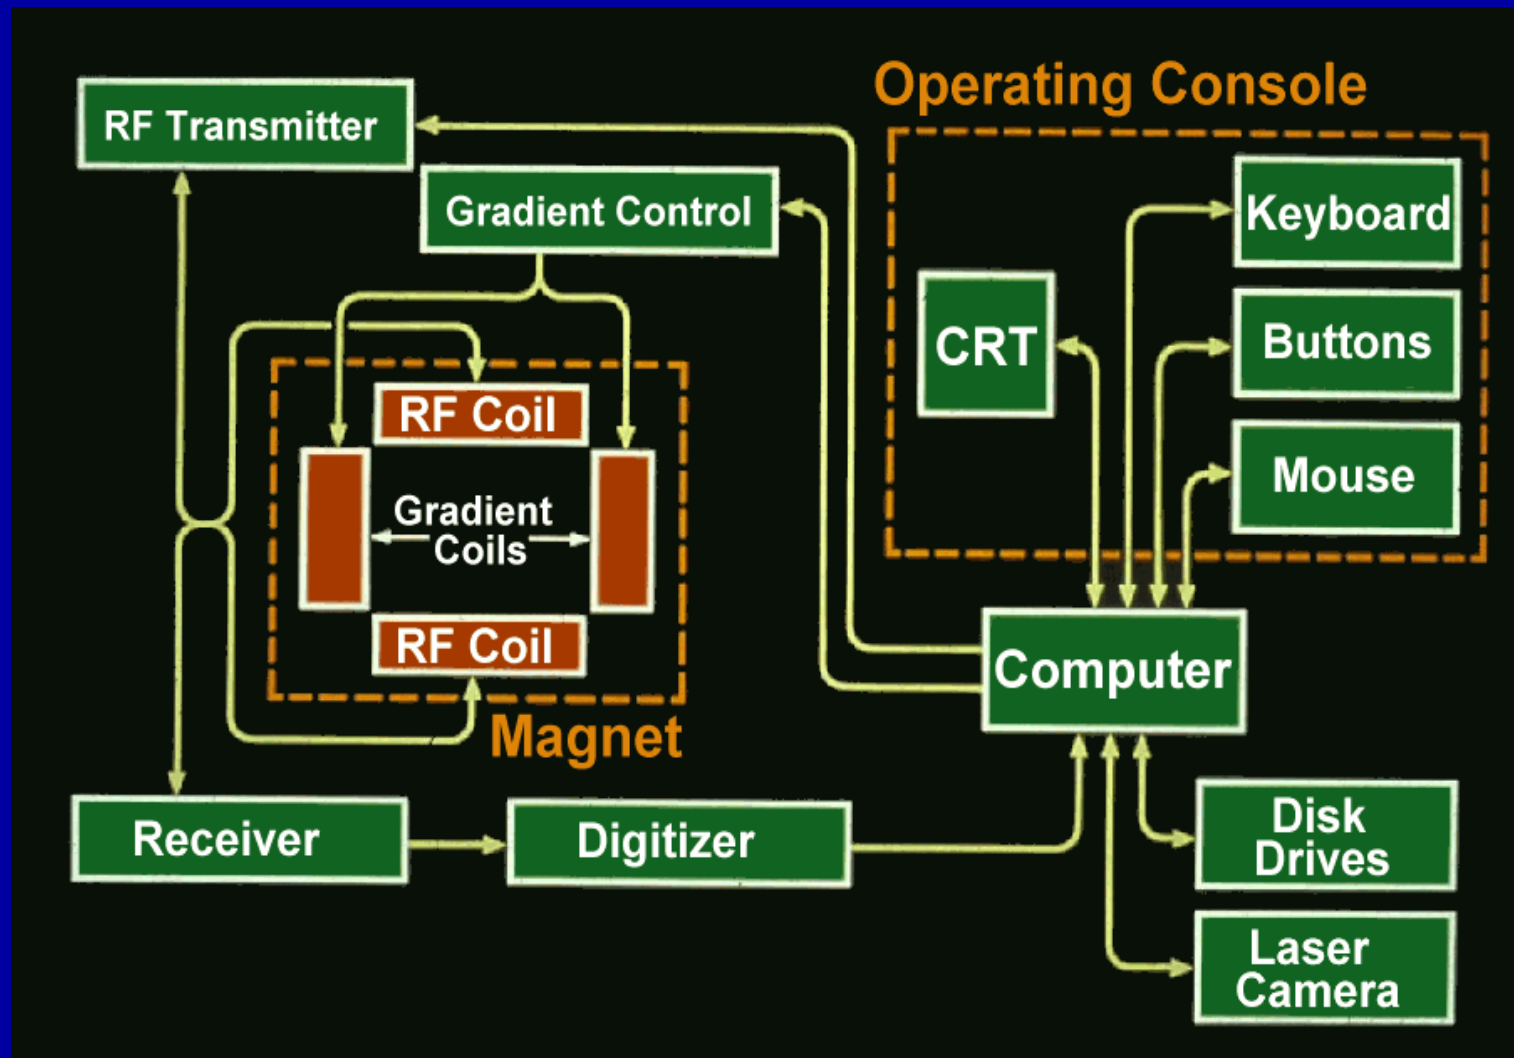 Operating Console
RF Transmitter
Gradient Control
Keyboard
CRT
Buttons
Mouse
RF Coil
Gradient
Coils
RF Coil
Magnet
Computer
Receiver
Digitizer
Disk
Drives
Laser
Camera